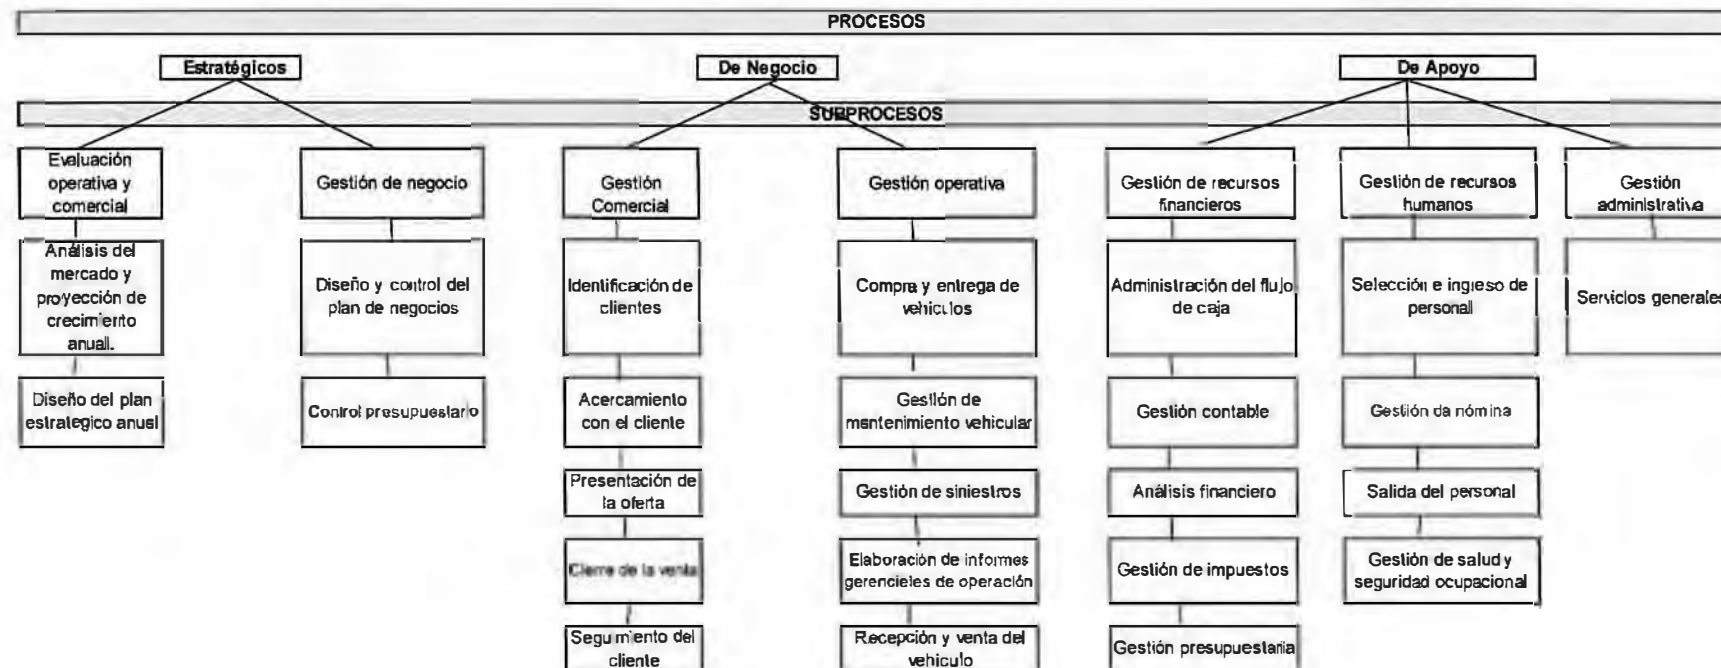 PROCESOS
Estratégicos
De Negocio
De Apoyo
SUBPROCESOS
Evaluación
operativa y
comercial
Gestión de negocio
Gestión
Comercial
Gestión operativa
Gestión de recursos
financieros
Gestión de recursos
humanos
Gestión
administrativa
Análisis del
mercado y
proyección de
crecimiento
anual.
Diseño y control del
plan de negocios
Identificación de
clientes
Compra y entrega de
vehiculos
Administración del flujo
de caja
Selección e ingreso de
personal
Servicios generales
Diseño del plan
estrategico anual
Control presupuestario
Acercamiento
con el cliente
Gestión de
mantenimiento vehicular
Gestión contable
Gestión da nómina
Presentación de
la oferta
Gestión de siniestros
Análisis financiero
Salida del personal
Cierre de la venta
Elaboración de informes
gerenciales de operación
Gestión de impuestos
Gestión de salud y
seguridad ocupacional
Seguimiento del
cliente
Recepción y venta del
vehiculo
Gestión presupuestaria